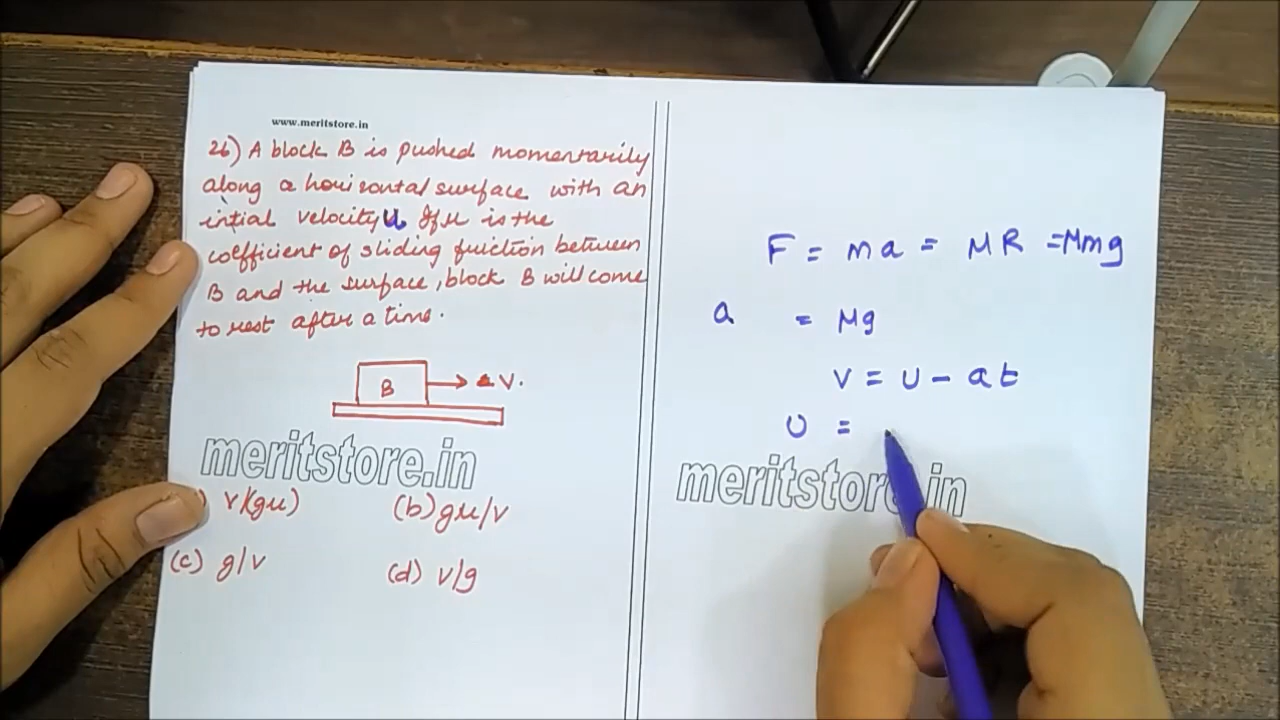 www.meritstore.in
26) A block B is pushed momentarily
along a horizontal surface with an
intial velocity u If μ is the
coefficient of sliding friction between
B and the surface, block B will come
to rest after a time.
B V.
meritstore.in
) v/(gμ) (b) gμ/v
(c) g/v (d) v/g
F = ma = μR = μmg
a = μg
v = u - at
u =
meritstore.in